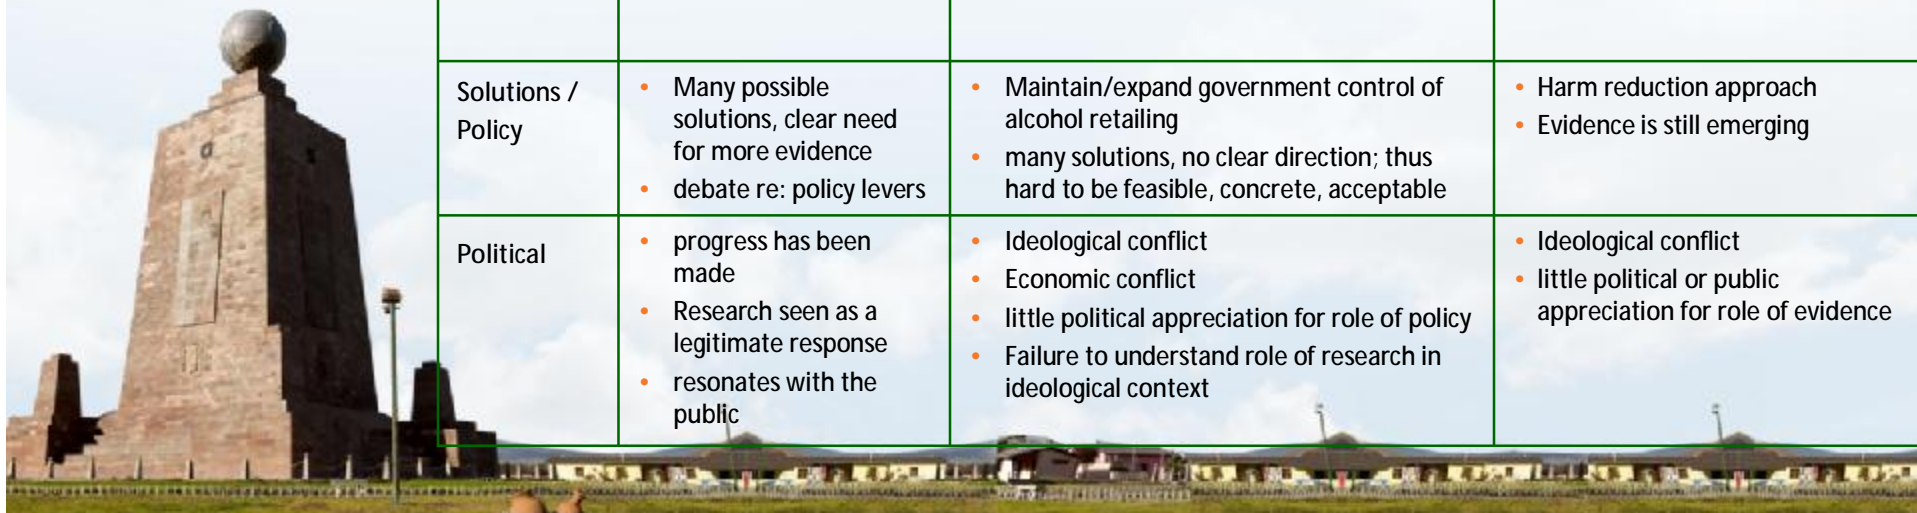 Solutions /
Policy
• Many possible
solutions, clear need
for more evidence
• debate re: policy levers
• Maintain/expand government control of
alcohol retailing
• many solutions, no clear direction; thus
hard to be feasible, concrete, acceptable
• Harm reduction approach
• Evidence is still emerging
Political
• progress has been
made
• Research seen as a
legitimate response
• resonates with the
public
• Ideological conflict
• Economic conflict
• little political appreciation for role of policy
• Failure to understand role of research in
ideological context
• Ideological conflict
• little political or public
appreciation for role of evidence